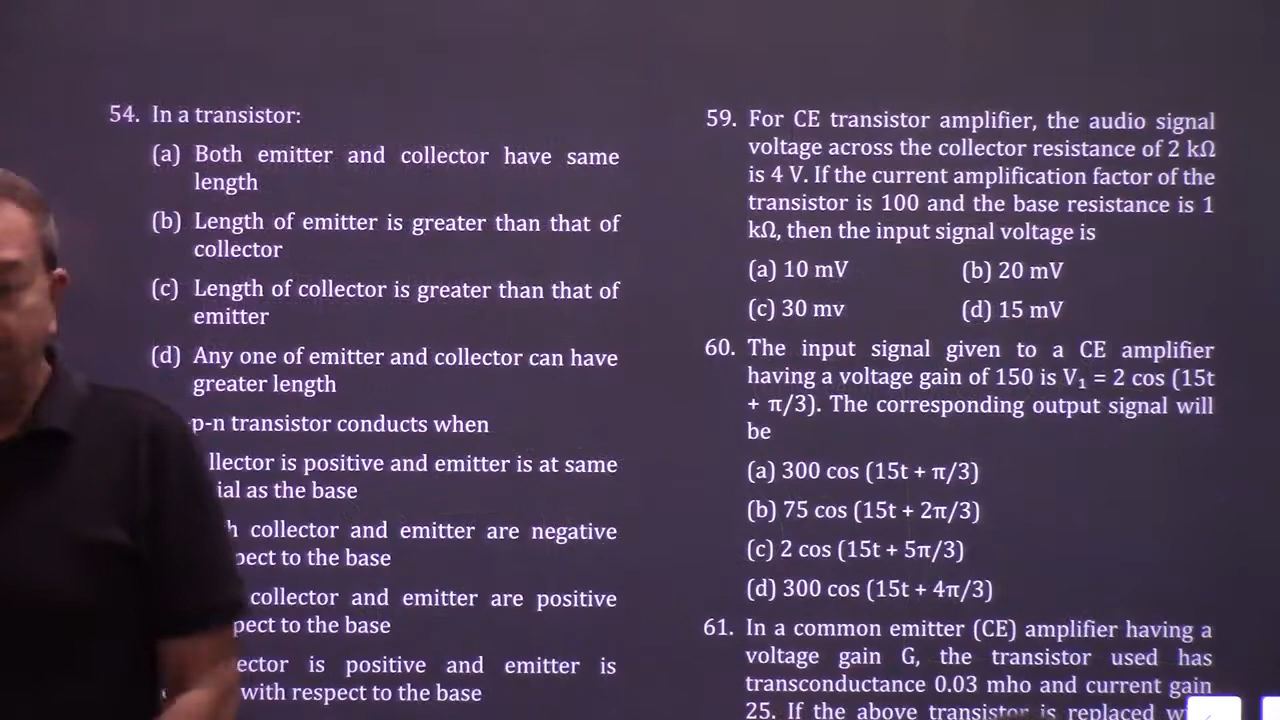 54. In a transistor:
(a) Both emitter and collector have same
length
(b) Length of emitter is greater than that of
collector
(c) Length of collector is greater than that of
emitter
(d) Any one of emitter and collector can have
greater length
p-n transistor conducts when
llector is positive and emitter is at same
ial as the base
h collector and emitter are negative
pect to the base
collector and emitter are positive
pect to the base
ector is positive and emitter is
with respect to the base
59. For CE transistor amplifier, the audio signal
voltage across the collector resistance of 2 kΩ
is 4 V. If the current amplification factor of the
transistor is 100 and the base resistance is 1
kΩ, then the input signal voltage is
(a) 10 mV (b) 20 mV
(c) 30 mv (d) 15 mV
60. The input signal given to a CE amplifier
having a voltage gain of 150 is V₁ = 2 cos (15t
+ π/3). The corresponding output signal will
be
(a) 300 cos (15t + π/3)
(b) 75 cos (15t + 2π/3)
(c) 2 cos (15t + 5π/3)
(d) 300 cos (15t + 4π/3)
61. In a common emitter (CE) amplifier having a
voltage gain G, the transistor used has
transconductance 0.03 mho and current gain
25. If the above transistor is replaced